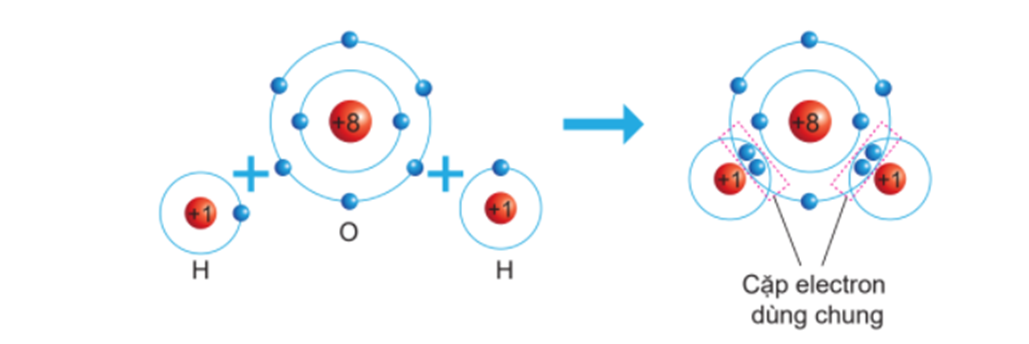 +8
+8
+
+
+1
+1
+1
+1
O
H
H
Cặp electron
dùng chung